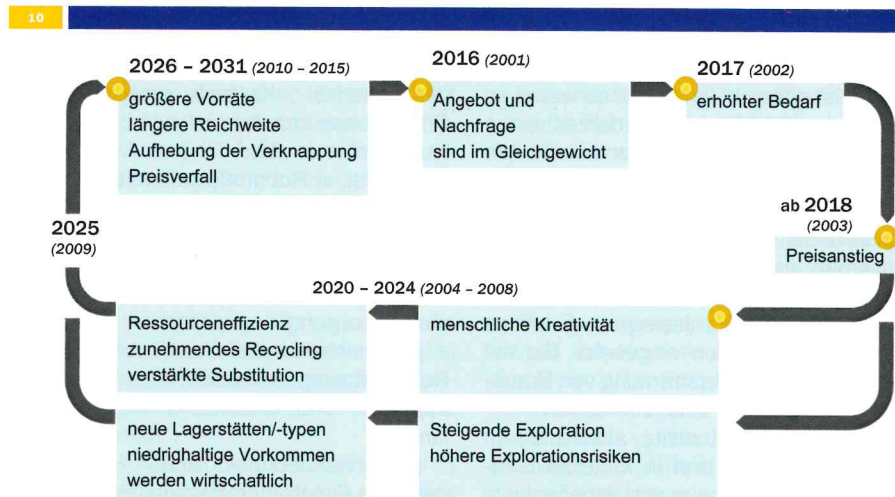 10
2026 – 2031 (2010 – 2015)
größere Vorräte
längere Reichweite
Aufhebung der Verknappung
Preisverfall
2016 (2001)
Angebot und
Nachfrage
sind im Gleichgewicht
2017 (2002)
erhöhter Bedarf
ab 2018
(2003)
Preisanstieg
2025
(2009)
2020 – 2024 (2004 – 2008)
Ressourceneffizienz
zunehmendes Recycling
verstärkte Substitution
menschliche Kreativität
neue Lagerstätten/-typen
niedrighaltige Vorkommen
werden wirtschaftlich
Steigende Exploration
höhere Explorationsrisiken